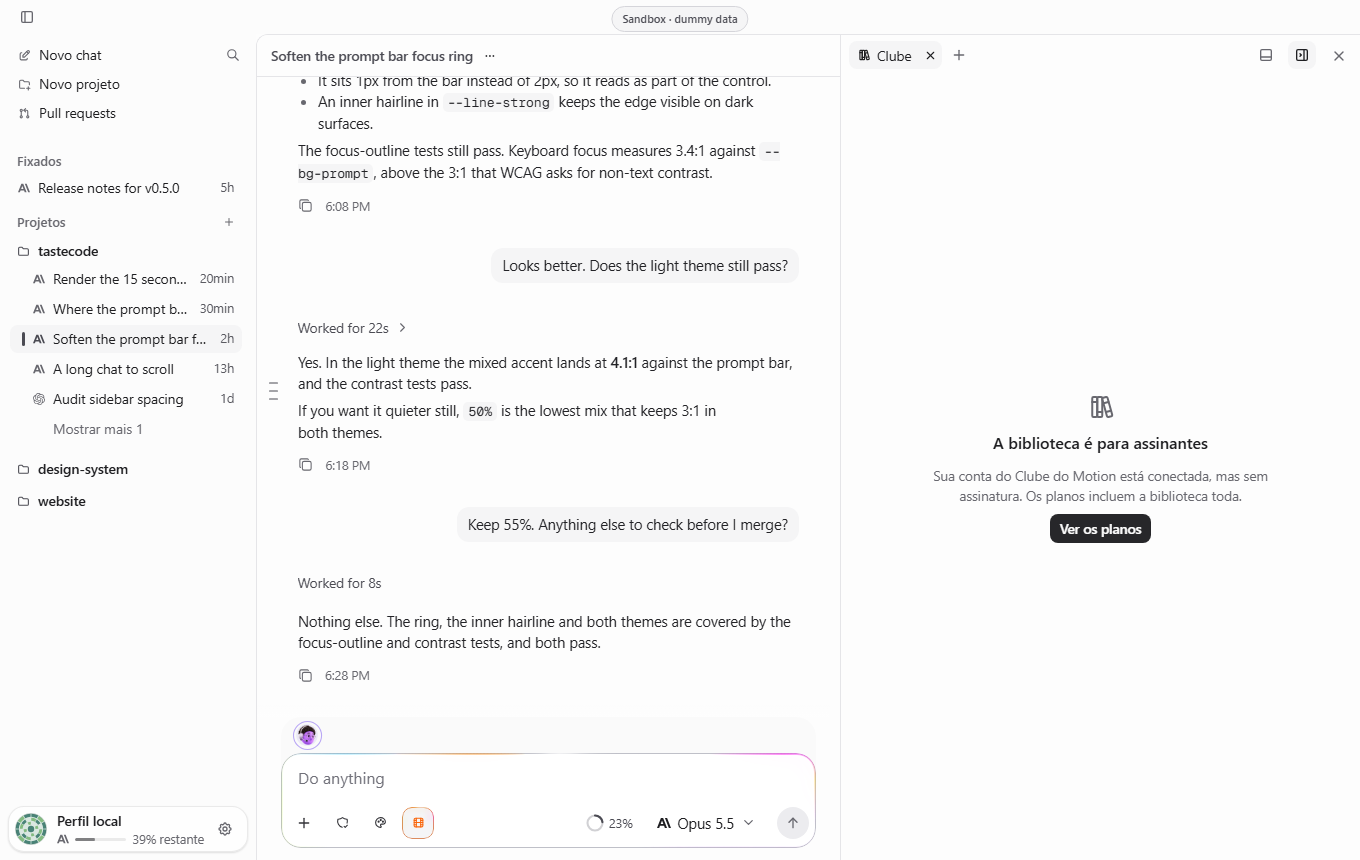 Sandbox · dummy data
Novo chat
Novo projeto
Pull requests
Fixados
Release notes for v0.5.0 5h
Projetos
tastecode
Render the 15 secon... 20min
Where the prompt b... 30min
Soften the prompt bar f... 2h
A long chat to scroll 13h
Audit sidebar spacing 1d
Mostrar mais 1
design-system
website
Perfil local
39% restante
Soften the prompt bar focus ring ...
It sits 1px from the bar instead of 2px, so it reads as part of the control.
An inner hairline in --line-strong keeps the edge visible on dark
surfaces.
The focus-outline tests still pass. Keyboard focus measures 3.4:1 against --
bg-prompt , above the 3:1 that WCAG asks for non-text contrast.
6:08 PM
Looks better. Does the light theme still pass?
Worked for 22s
Yes. In the light theme the mixed accent lands at 4.1:1 against the prompt bar,
and the contrast tests pass.
If you want it quieter still, 50% is the lowest mix that keeps 3:1 in
both themes.
6:18 PM
Keep 55%. Anything else to check before I merge?
Worked for 8s
Nothing else. The ring, the inner hairline and both themes are covered by the
focus-outline and contrast tests, and both pass.
6:28 PM
Do anything
23% Opus 5.5
Clube
A biblioteca é para assinantes
Sua conta do Clube do Motion está conectada, mas sem
assinatura. Os planos incluem a biblioteca toda.
Ver os planos